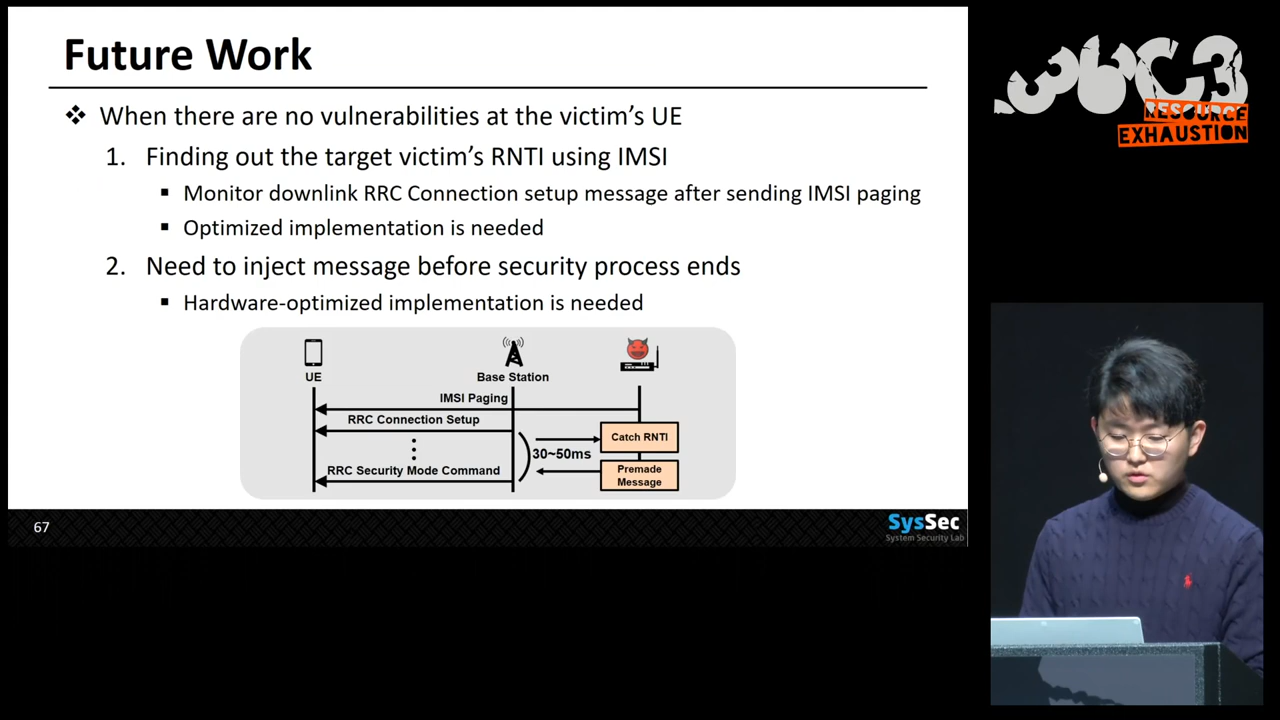 Future Work
❖ When there are no vulnerabilities at the victim's UE
1. Finding out the target victim's RNTI using IMSI
▪ Monitor downlink RRC Connection setup message after sending IMSI paging
▪ Optimized implementation is needed
2. Need to inject message before security process ends
▪ Hardware-optimized implementation is needed
UE
Base Station
IMSI Paging
RRC Connection Setup
Catch RNTI
30~50ms
RRC Security Mode Command
Premade
Message
67
SysSec
System Security Lab
36C3
RESOURCE
EXHAUSTION